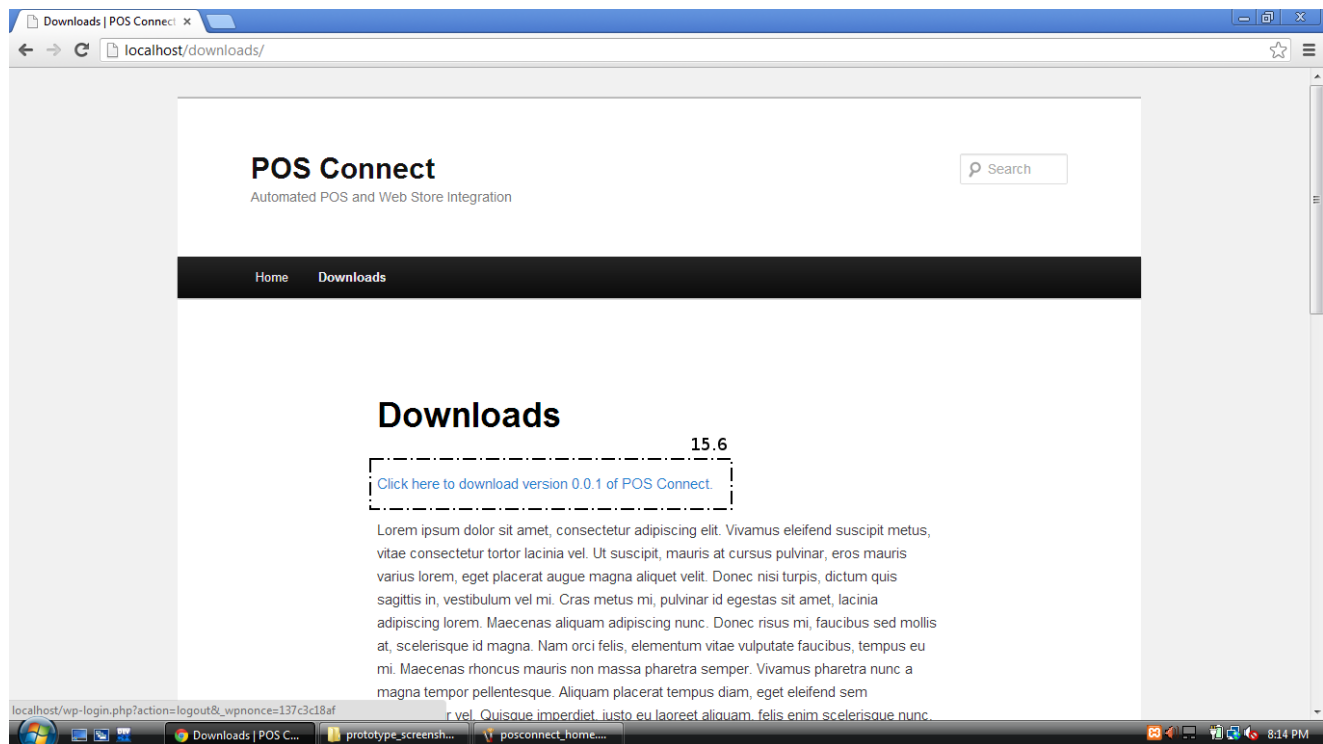 Downloads | POS Connect
localhost/downloads/
POS Connect
Automated POS and Web Store Integration
Search
Home Downloads
Downloads
15.6
Click here to download version 0.0.1 of POS Connect.
Lorem ipsum dolor sit amet, consectetur adipiscing elit. Vivamus eleifend suscipit metus,
vitae consectetur tortor lacinia vel. Ut suscipit, mauris at cursus pulvinar, eros mauris
varius lorem, eget placerat augue magna aliquet velit. Donec nisi turpis, dictum quis
sagittis in, vestibulum vel mi. Cras metus mi, pulvinar id egestas sit amet, lacinia
adipiscing lorem. Maecenas aliquam adipiscing nunc. Donec risus mi, faucibus sed mollis
at, scelerisque id magna. Nam orci felis, elementum vitae vulputate faucibus, tempus eu
mi. Maecenas rhoncus mauris non massa pharetra semper. Vivamus pharetra nunc a
magna tempor pellentesque. Aliquam placerat tempus diam, eget eleifend sem
vel. Quisque imperdiet, justo eu laoreet aliquam, felis enim scelerisque nunc,
localhost/wp-login.php?action=logout&_wpnonce=137c3c18af
Downloads | POS C... prototype_screensh... posconnect_home.... 8:14 PM